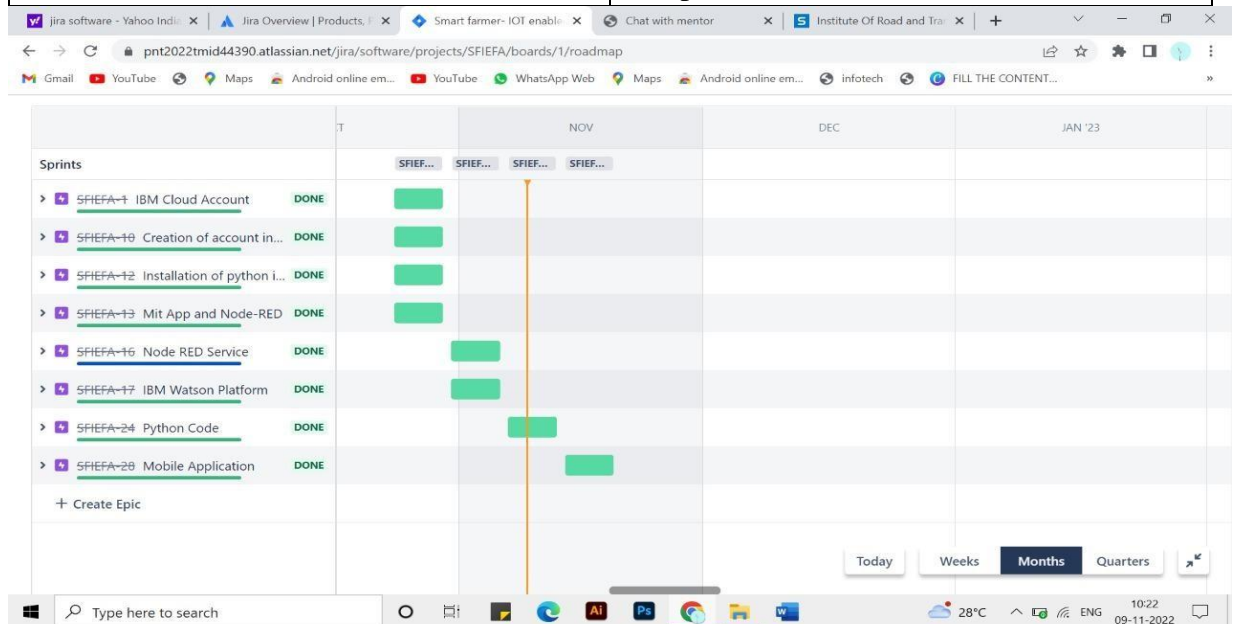 jira software - Yahoo Indi
Jira Overview | Products, F
Smart farmer- IOT enable
Chat with mentor
Institute Of Road and Tra
pnt2022tmid44390.atlassian.net/jira/software/projects/SFIEFA/boards/1/roadmap
Gmail YouTube Maps Android online em... YouTube WhatsApp Web Maps Android online em... infotech FILL THE CONTENT... »
T NOV DEC JAN '23
Sprints SFIEF... SFIEF... SFIEF... SFIEF...
SFIEFA-1 IBM Cloud Account DONE
SFIEFA-10 Creation of account in... DONE
SFIEFA-12 Installation of python i... DONE
SFIEFA-13 Mit App and Node-RED DONE
SFIEFA-16 Node RED Service DONE
SFIEFA-17 IBM Watson Platform DONE
SFIEFA-24 Python Code DONE
SFIEFA-28 Mobile Application DONE
+ Create Epic
Today Weeks Months Quarters
Type here to search Ai Ps 28°C ENG 10:22
09-11-2022